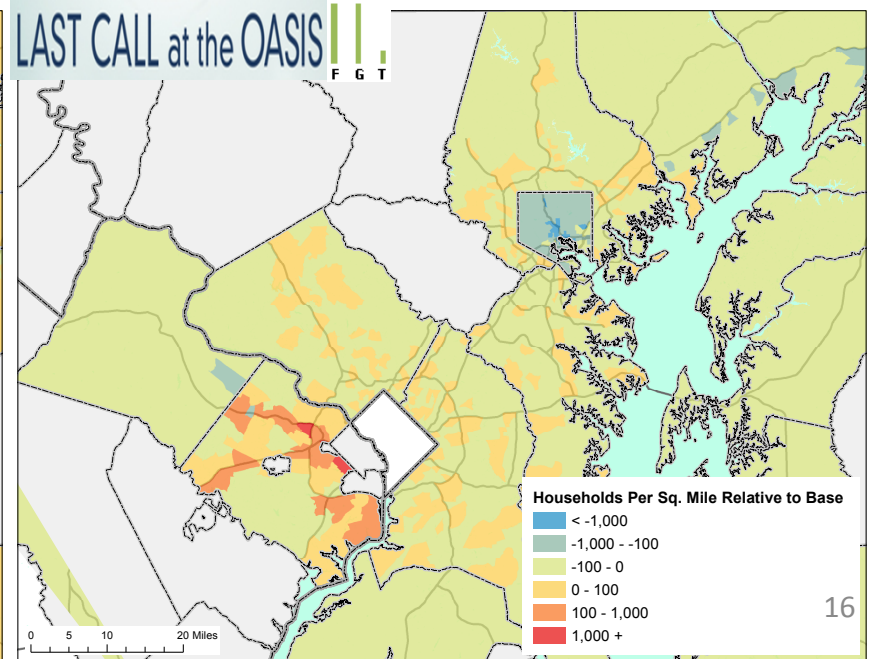 LAST CALL at the OASIS
F G T
Households Per Sq. Mile Relative to Base
< -1,000
-1,000 - -100
-100 - 0
0 - 100
100 - 1,000
1,000 +
16
0 5 10 20 Miles